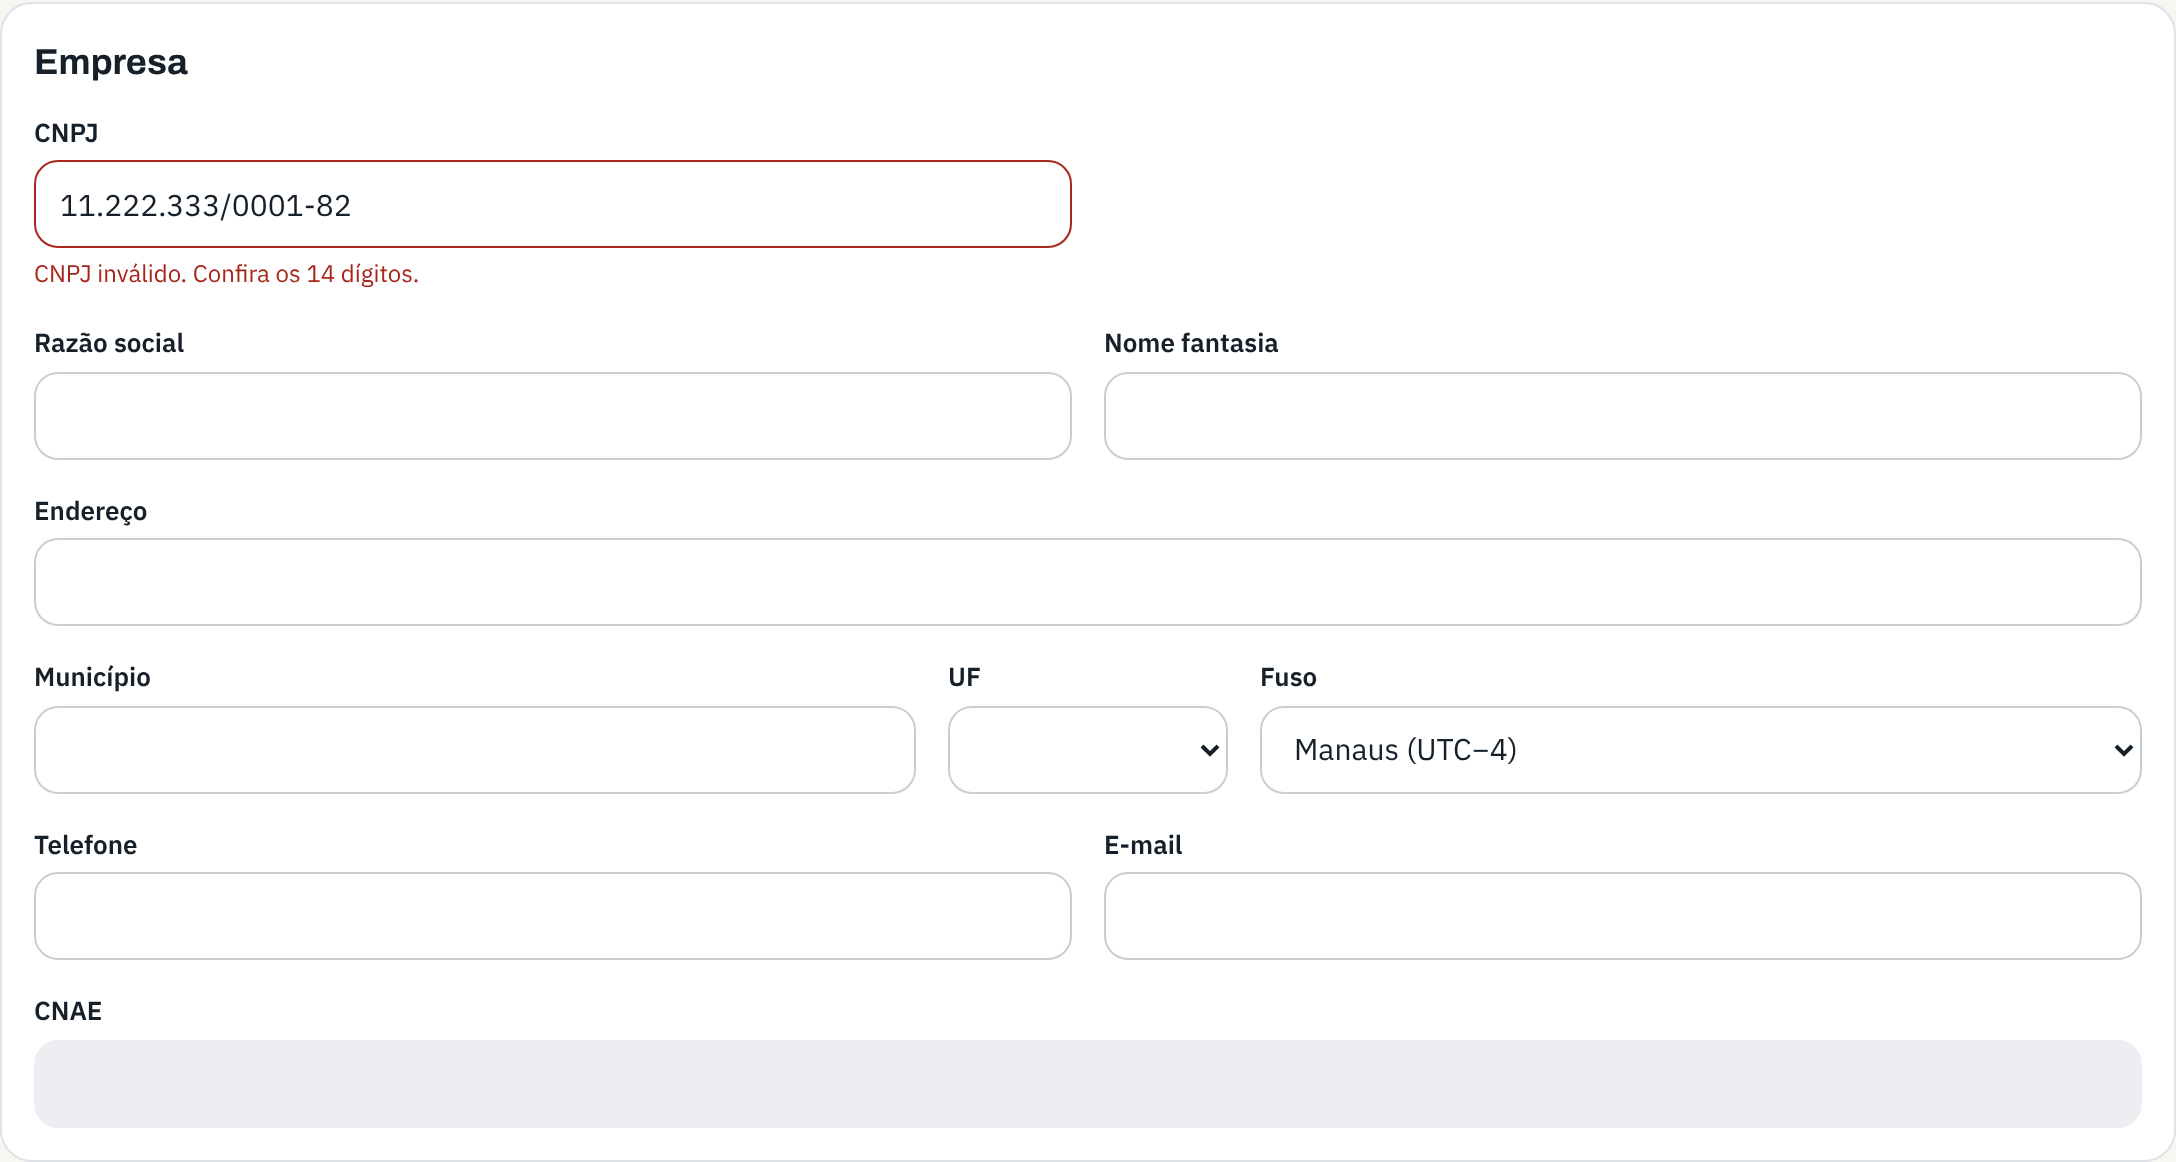 Empresa
CNPJ
11.222.333/0001-82
CNPJ inválido. Confira os 14 dígitos.
Razão social
Nome fantasia
Endereço
Município
UF
Fuso
Manaus (UTC−4)
Telefone
E-mail
CNAE